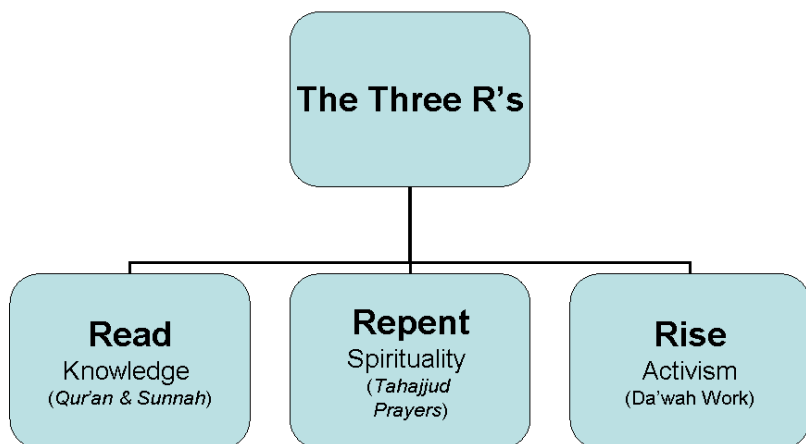 The Three R's
Read
Knowledge
(Qur'an & Sunnah)
Repent
Spirituality
(Tahajjud
Prayers)
Rise
Activism
(Da'wah Work)